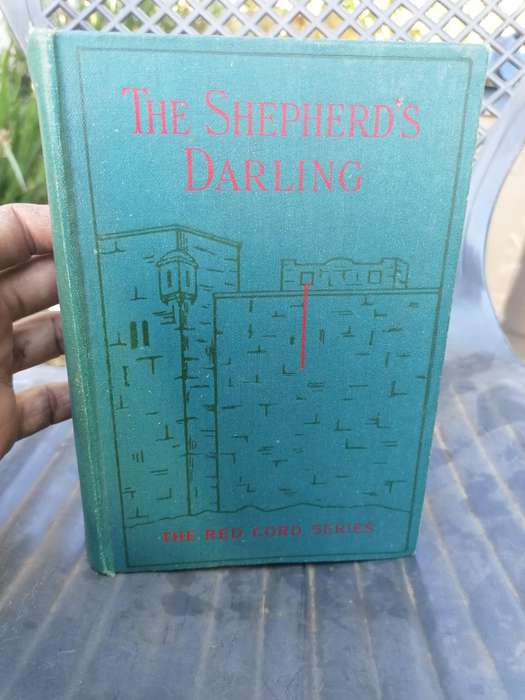 THE SHEPHERD'S
DARLING
THE RED CORD SERIES